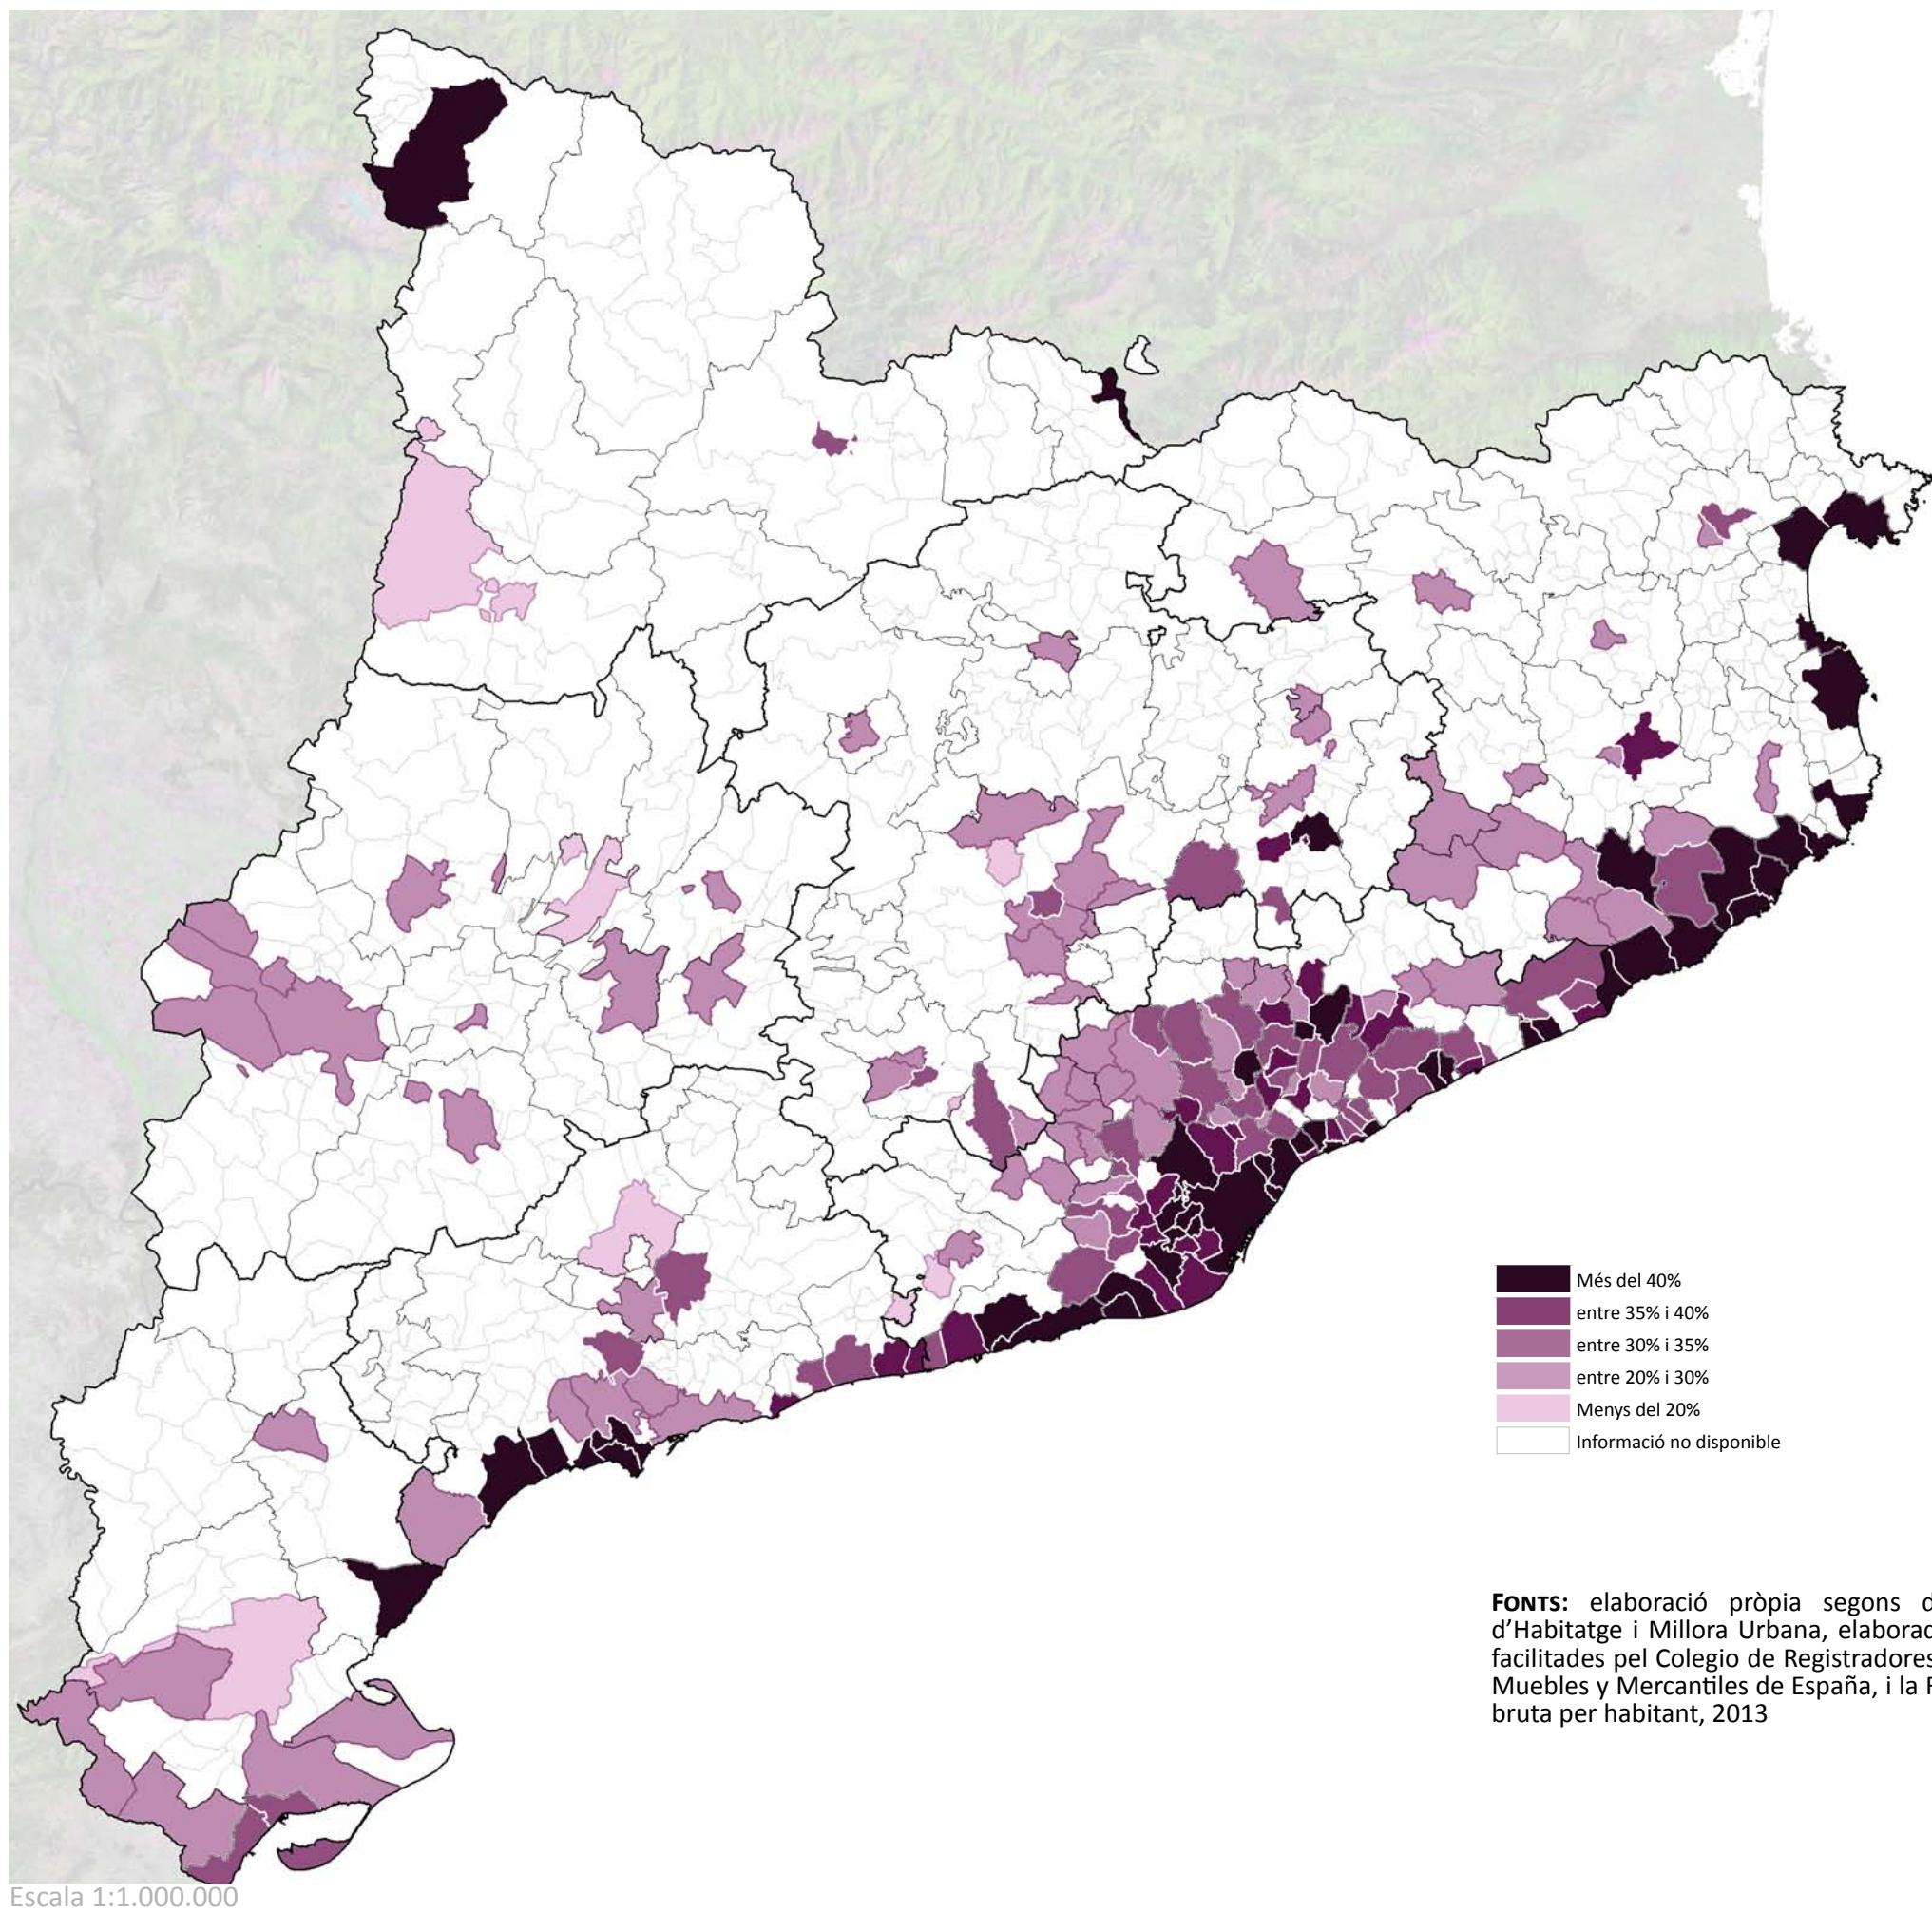 Més del 40%
entre 35% i 40%
entre 30% i 35%
entre 20% i 30%
Menys del 20%
Informació no disponible
FONTS: elaboració pròpia segons
d'Habitatge i Millora Urbana,
facilitades pel Colegio de Registradores
Muebles y Mercantiles de España, i la
bruta per habitant, 2013
Escala 1:1.000.000